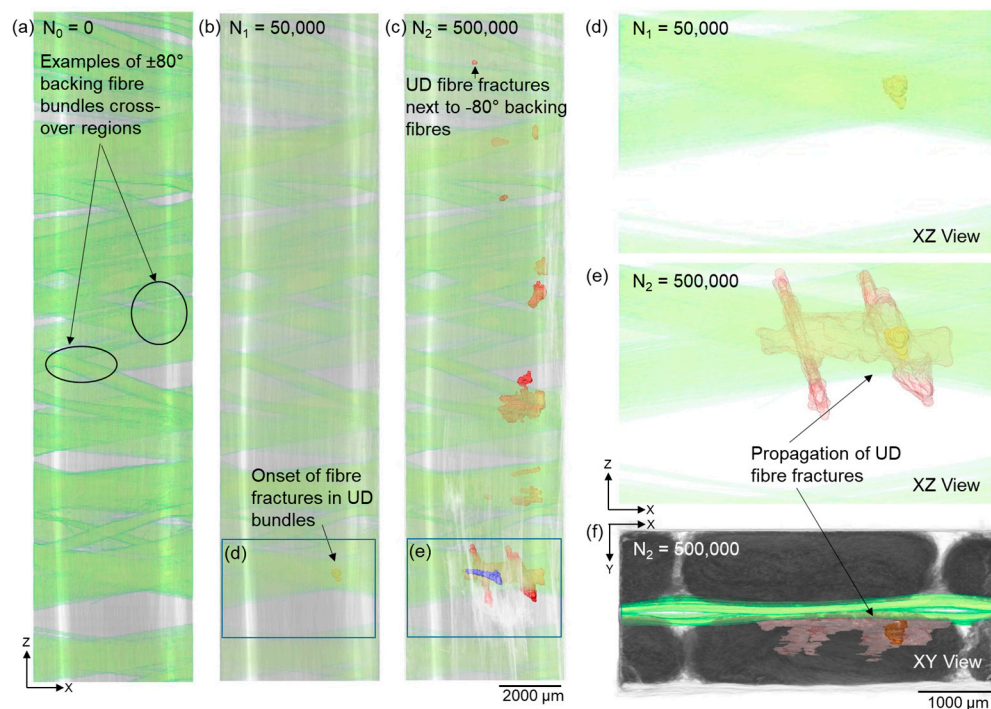 (a) N₀ = 0
Examples of ±80°
backing fibre
bundles cross-
over regions
Z
X
(b) N₁ = 50,000
Onset of fibre
fractures in UD
bundles
(d)
(c) N₂ = 500,000
UD fibre fractures
next to -80° backing
fibres
(e)
2000 µm
(d)
N₁ = 50,000
XZ View
(e) N₂ = 500,000
Propagation of UD
fibre fractures
Z
X
XZ View
(f)
X
Y
N₂ = 500,000
XY View
1000 µm